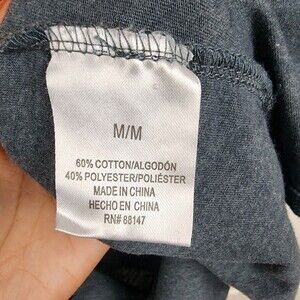 M/M
60% COTTON/ALGODÓN
40% POLYESTER/POLIÉSTER
MADE IN CHINA
HECHO EN CHINA
RN# 88147